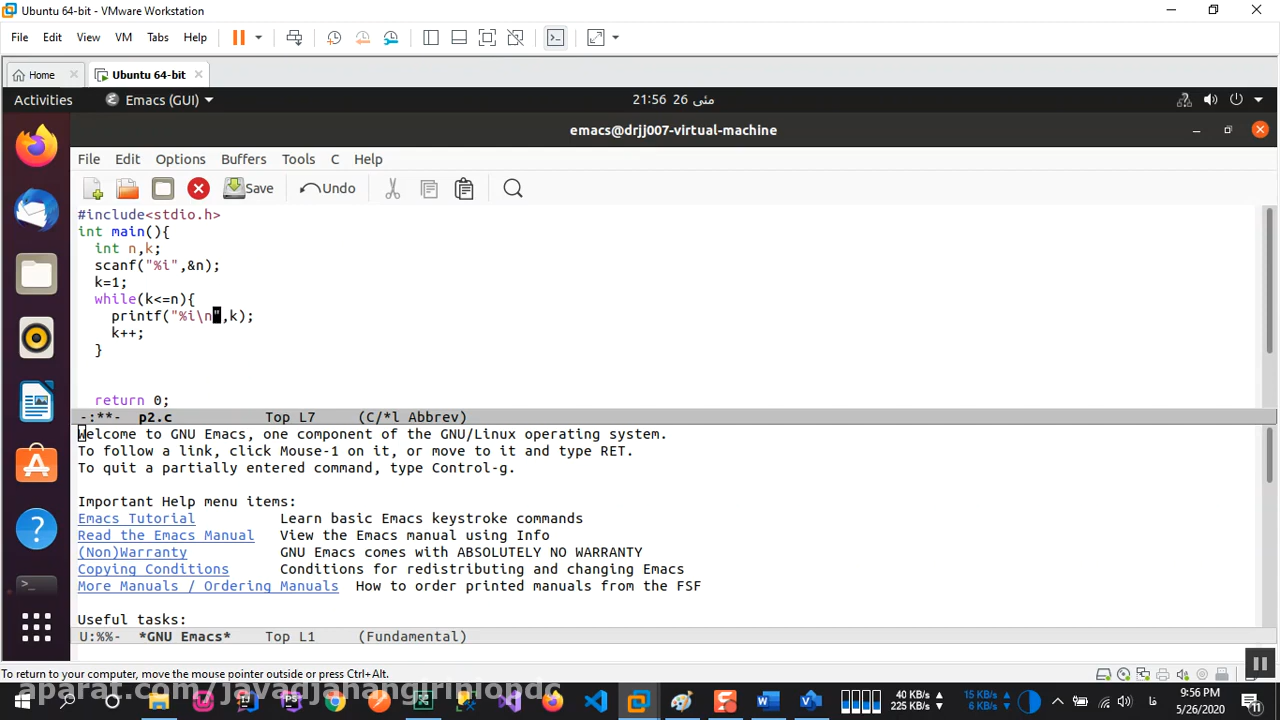 Ubuntu 64-bit - VMware Workstation
File Edit View VM Tabs Help
Home Ubuntu 64-bit
Activities Emacs (GUI) 21:56 26 مئی
emacs@drjj007-virtual-machine
File Edit Options Buffers Tools C Help
Save Undo
#include<stdio.h>
int main(){
int n,k;
scanf("%i",&n);
k=1;
while(k<=n){
printf("%i\n",k);
k++;
}
return 0;
-:**- p2.c Top L7 (C/*l Abbrev)
Welcome to GNU Emacs, one component of the GNU/Linux operating system.
To follow a link, click Mouse-1 on it, or move to it and type RET.
To quit a partially entered command, type Control-g.
Important Help menu items:
Emacs Tutorial Learn basic Emacs keystroke commands
Read the Emacs Manual View the Emacs manual using Info
(Non)Warranty GNU Emacs comes with ABSOLUTELY NO WARRANTY
Copying Conditions Conditions for redistributing and changing Emacs
More Manuals / Ordering Manuals How to order printed manuals from the FSF
Useful tasks:
U:%%- *GNU Emacs* Top L1 (Fundamental)
To return to your computer, move the mouse pointer outside or press Ctrl-Alt.
40 KB/s 15 KB/s فا 9:56 PM
225 KB/s 6 KB/s 5/26/2020 11